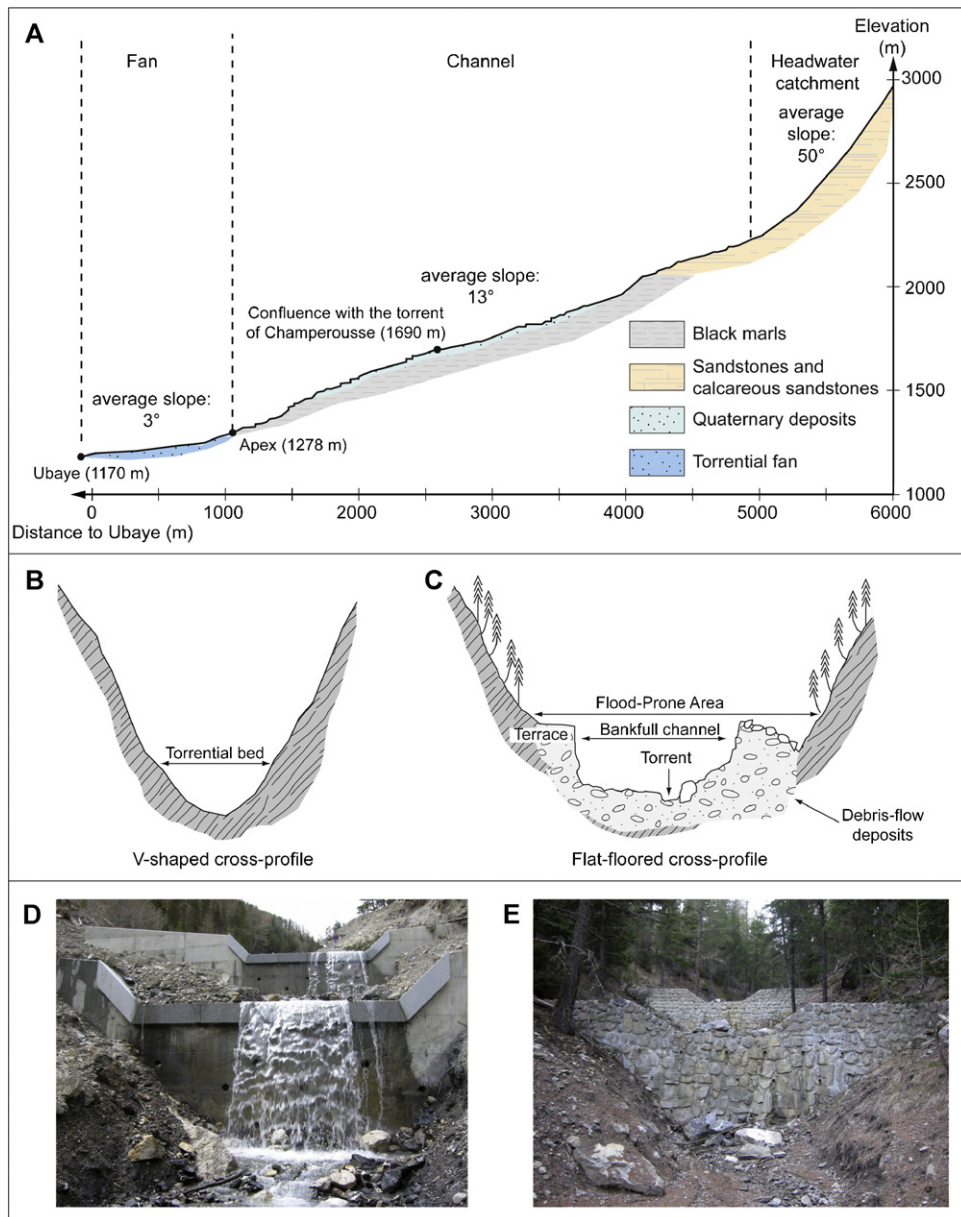 A
Elevation
(m)
Fan
Channel
Headwater
catchment
average
slope:
50°
3000
2500
2000
1500
1000
average slope:
13°
Confluence with the torrent
of Champerousse (1690 m)
average slope:
3°
Apex (1278 m)
Ubaye (1170 m)
Black marls
Sandstones and
calcareous sandstones
Quaternary deposits
Torrential fan
0
1000
2000
3000
4000
5000
6000
Distance to Ubaye (m)
B
Torrential bed
V-shaped cross-profile
C
Flood-Prone Area
Terrace
Bankfull channel
Torrent
Debris-flow
deposits
Flat-floored cross-profile
D
E